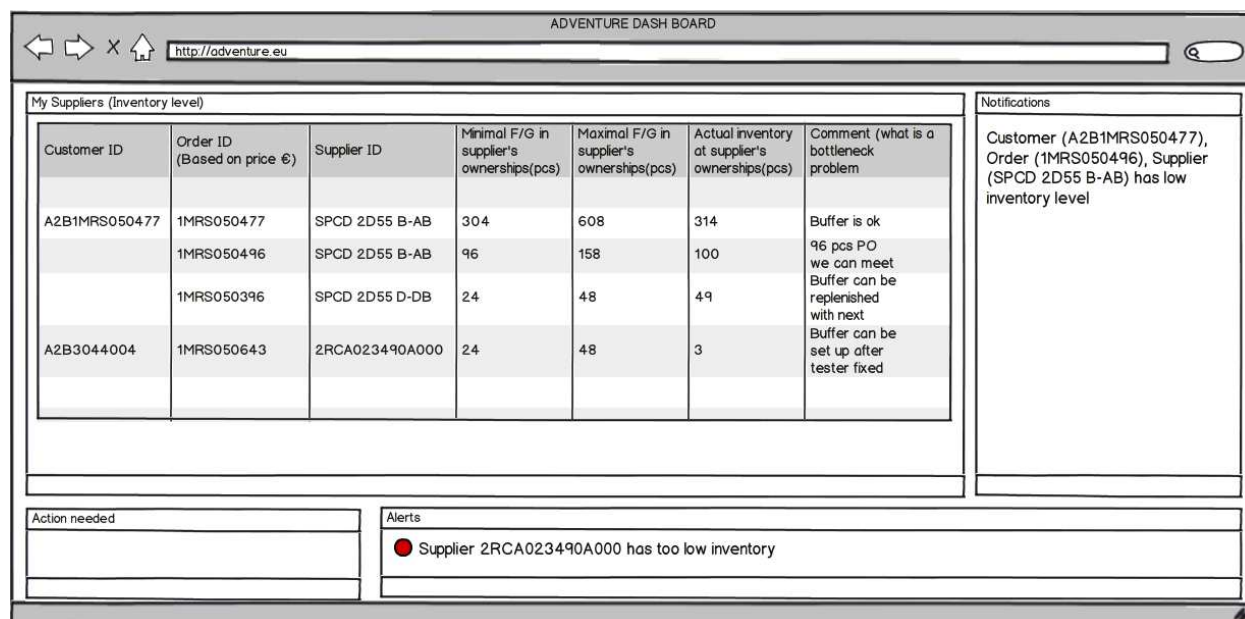 ADVENTURE DASH BOARD
http://adventure.eu
My Suppliers (Inventory level)
Customer ID
Order ID
(Based on price €)
Supplier ID
Minimal F/G in
supplier's
ownerships(pcs)
Maximal F/G in
supplier's
ownerships(pcs)
Actual inventory
at supplier's
ownerships(pcs)
Comment (what is a
bottleneck
problem
A2B1MRS050477
1MRS050477
SPCD 2D55 B-AB
304
608
314
Buffer is ok
1MRS050496
SPCD 2D55 B-AB
96
158
100
96 pcs PO
we can meet
1MRS050396
SPCD 2D55 D-DB
24
48
49
Buffer can be
replenished
with next
A2B3044004
1MRS050643
2RCA023490A000
24
48
3
Buffer can be
set up after
tester fixed
Notifications
Customer (A2B1MRS050477),
Order (1MRS050496), Supplier
(SPCD 2D55 B-AB) has low
inventory level
Action needed
Alerts
Supplier 2RCA023490A000 has too low inventory